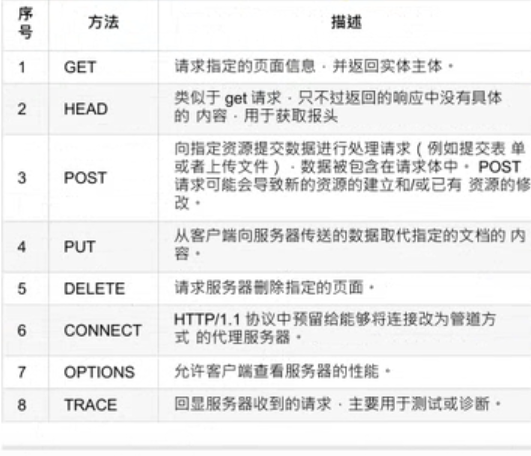 序号 方法 描述
1 GET 请求指定的页面信息，并返回实体主体。
2 HEAD 类似于 get 请求，只不过返回的响应中没有具体
的 内容，用于获取报头
3 POST 向指定资源提交数据进行处理请求（例如提交表 单
或者上传文件），数据被包含在请求体中。 POST
请求可能会导致新的资源的建立和/或已有 资源的修
改。
4 PUT 从客户端向服务器传送的数据取代指定的文档的 内
容。
5 DELETE 请求服务器删除指定的页面。
6 CONNECT HTTP/1.1 协议中预留给能够将连接改为管道方
式 的代理服务器。
7 OPTIONS 允许客户端查看服务器的性能。
8 TRACE 回显服务器收到的请求，主要用于测试或诊断。